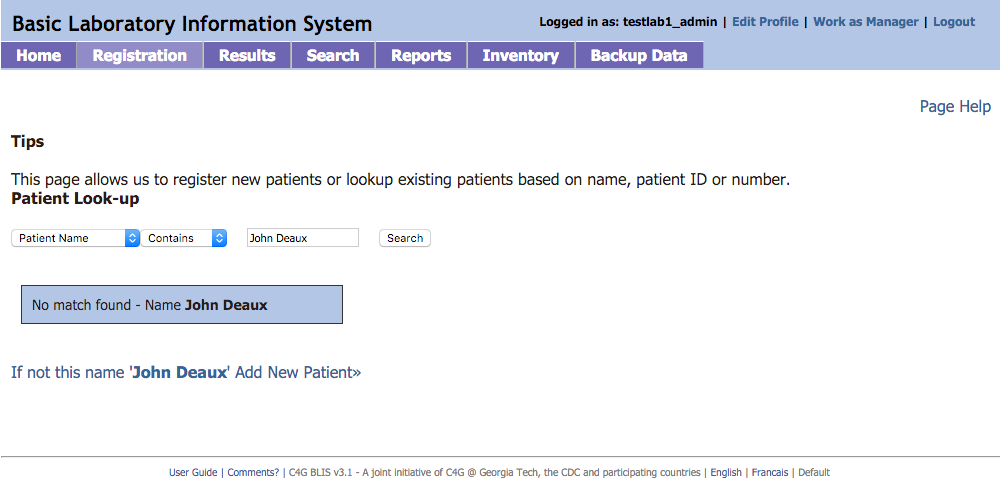 Basic Laboratory Information System
Logged in as: testlab1_admin | Edit Profile | Work as Manager | Logout
Home Registration Results Search Reports Inventory Backup Data
Page Help
Tips
This page allows us to register new patients or lookup existing patients based on name, patient ID or number.
Patient Look-up
Patient Name Contains John Deaux Search
No match found - Name John Deaux
If not this name 'John Deaux' Add New Patient»
User Guide | Comments? | C4G BLIS v3.1 - A joint initiative of C4G @ Georgia Tech, the CDC and participating countries | English | Francais | Default